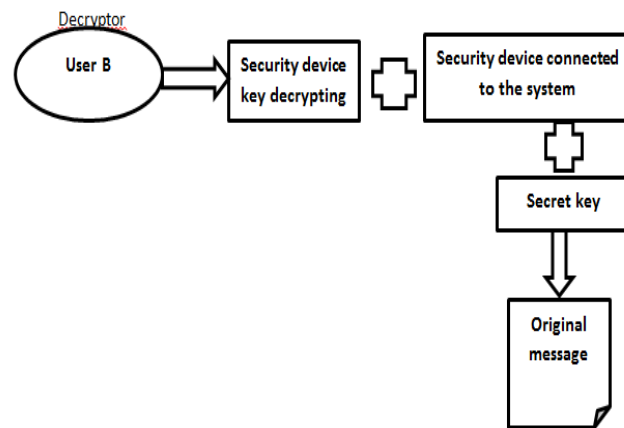 Decryptor
User B
Security device
key decrypting
Security device connected
to the system
Secret key
Original
message